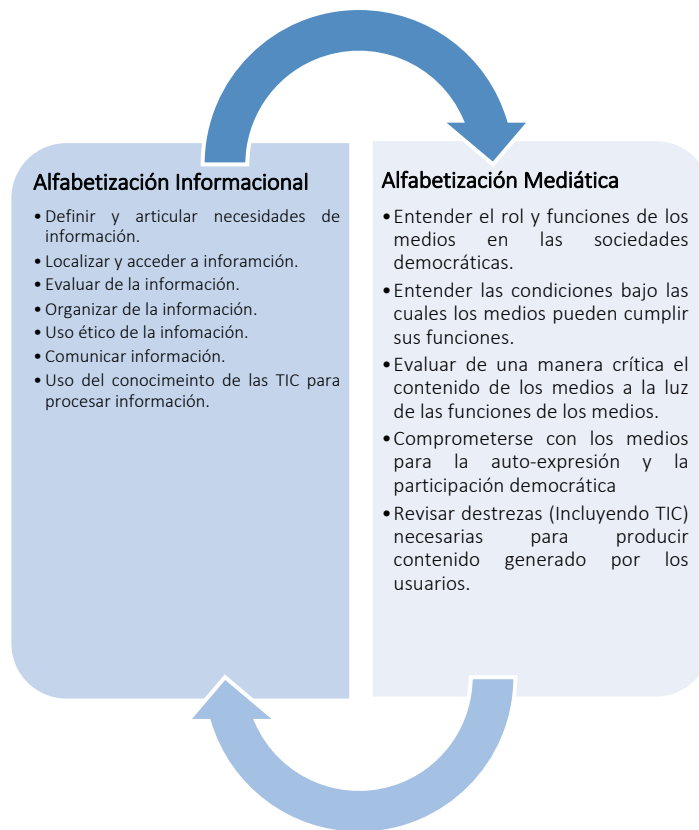 Alfabetización Informacional
• Definir y articular necesidades de
información.
• Localizar y acceder a inforamción.
• Evaluar de la información.
• Organizar de la información.
• Uso ético de la infomación.
• Comunicar información.
• Uso del conocimeinto de las TIC para
procesar información.
Alfabetización Mediática
• Entender el rol y funciones de los
medios en las sociedades
democráticas.
• Entender las condiciones bajo las
cuales los medios pueden cumplir
sus funciones.
• Evaluar de una manera crítica el
contenido de los medios a la luz
de las funciones de los medios.
• Comprometerse con los medios
para la auto-expresión y la
participación democrática
• Revisar destrezas (Incluyendo TIC)
necesarias para producir
contenido generado por los
usuarios.